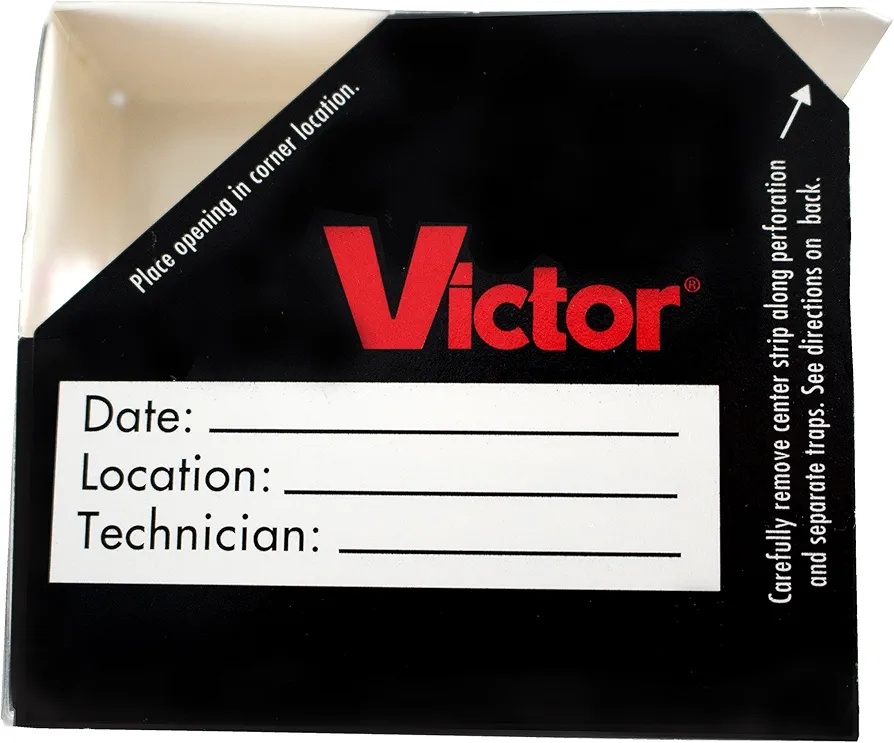 Place opening in corner location.
Victor®
Date:
Location:
Technician:
Carefully remove center strip along perforation
and separate traps. See directions on back.